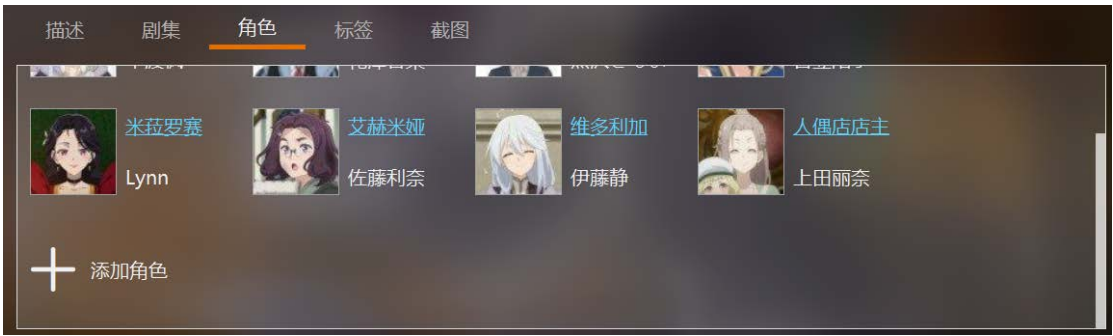 描述 剧集 角色 标签 截图
米菈罗赛 艾赫米娅 维多利加 人偶店店主
Lynn 佐藤利奈 伊藤静 上田丽奈
添加角色